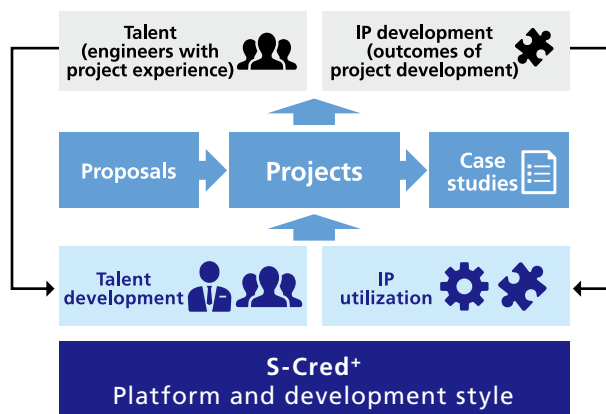 Talent
(engineers with
project experience)
IP development
(outcomes of
project development)
Proposals
Projects
Case
studies
Talent
development
IP
utilization
S-Cred⁺
Platform and development style